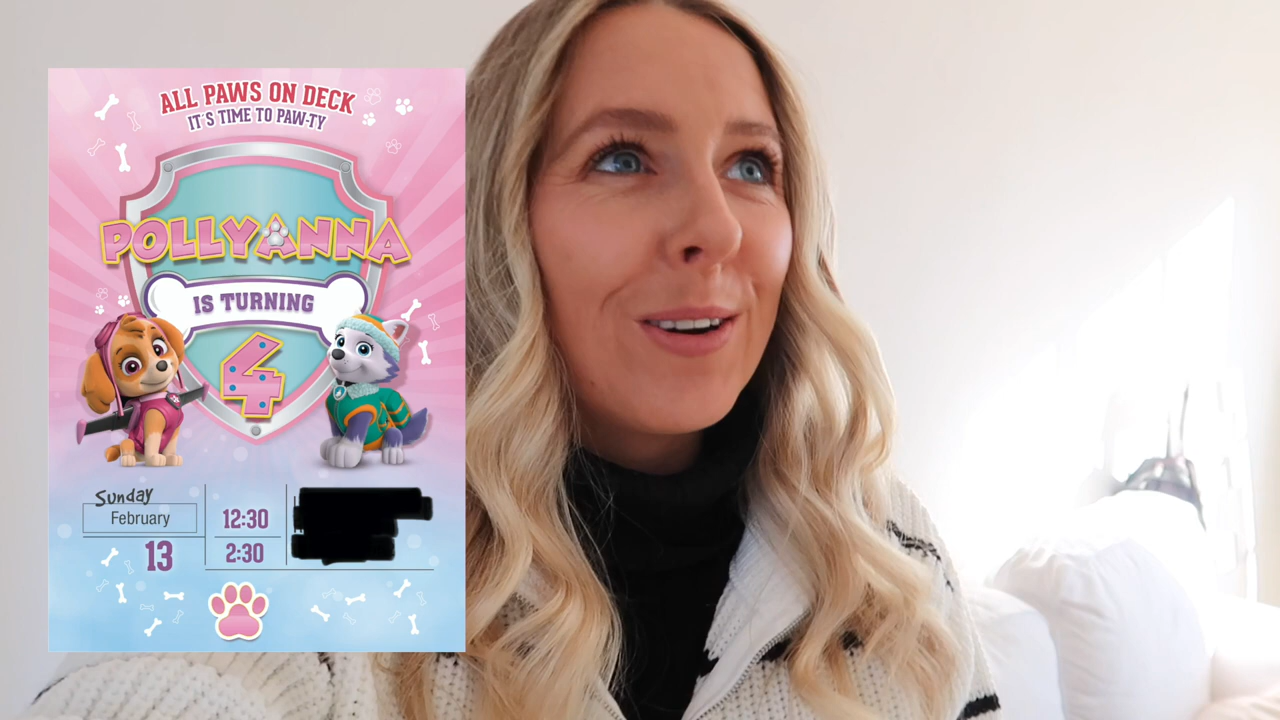 ALL PAWS ON DECK
IT'S TIME TO PAW-TY
POLLYANNA
IS TURNING
4
Sunday
February
13
12:30
2:30